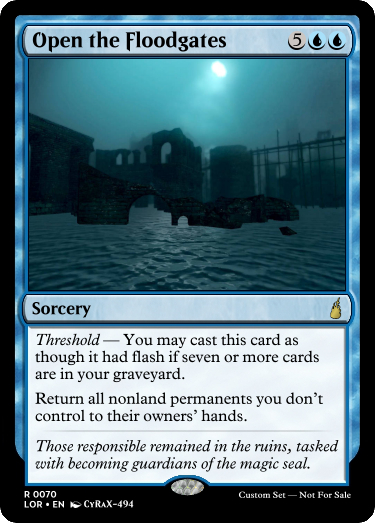 Open the Floodgates 5
Sorcery
Threshold — You may cast this card as
though it had flash if seven or more cards
are in your graveyard.
Return all nonland permanents you don't
control to their owners' hands.
Those responsible remained in the ruins, tasked
with becoming guardians of the magic seal.
R 0070
LOR • EN CyRaX-494
Custom Set — Not For Sale